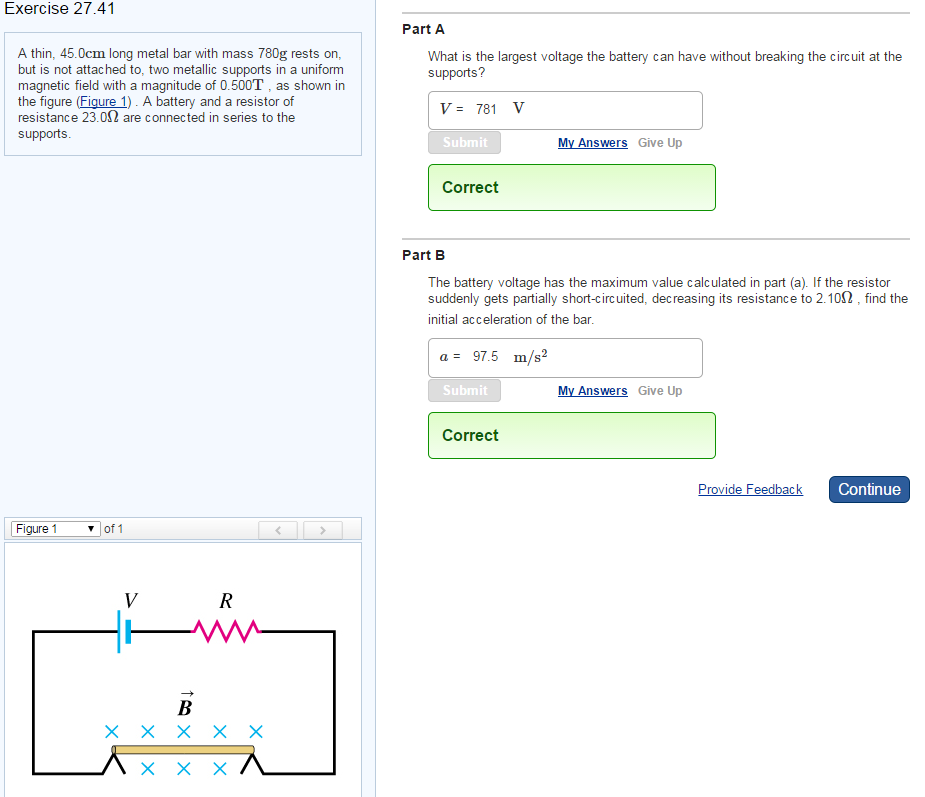 Exercise 27.41
A thin, 45.0cm long metal bar with mass 780g rests on,
but is not attached to, two metallic supports in a uniform
magnetic field with a magnitude of 0.500T , as shown in
the figure (Figure 1) . A battery and a resistor of
resistance 23.0Ω are connected in series to the
supports.
Figure 1 ▼ of 1
V
R
B
Part A
What is the largest voltage the battery can have without breaking the circuit at the
supports?
V = 781 V
Submit My Answers Give Up
Correct
Part B
The battery voltage has the maximum value calculated in part (a). If the resistor
suddenly gets partially short-circuited, decreasing its resistance to 2.10Ω , find the
initial acceleration of the bar.
a = 97.5 m/s²
Submit My Answers Give Up
Correct
Provide Feedback Continue